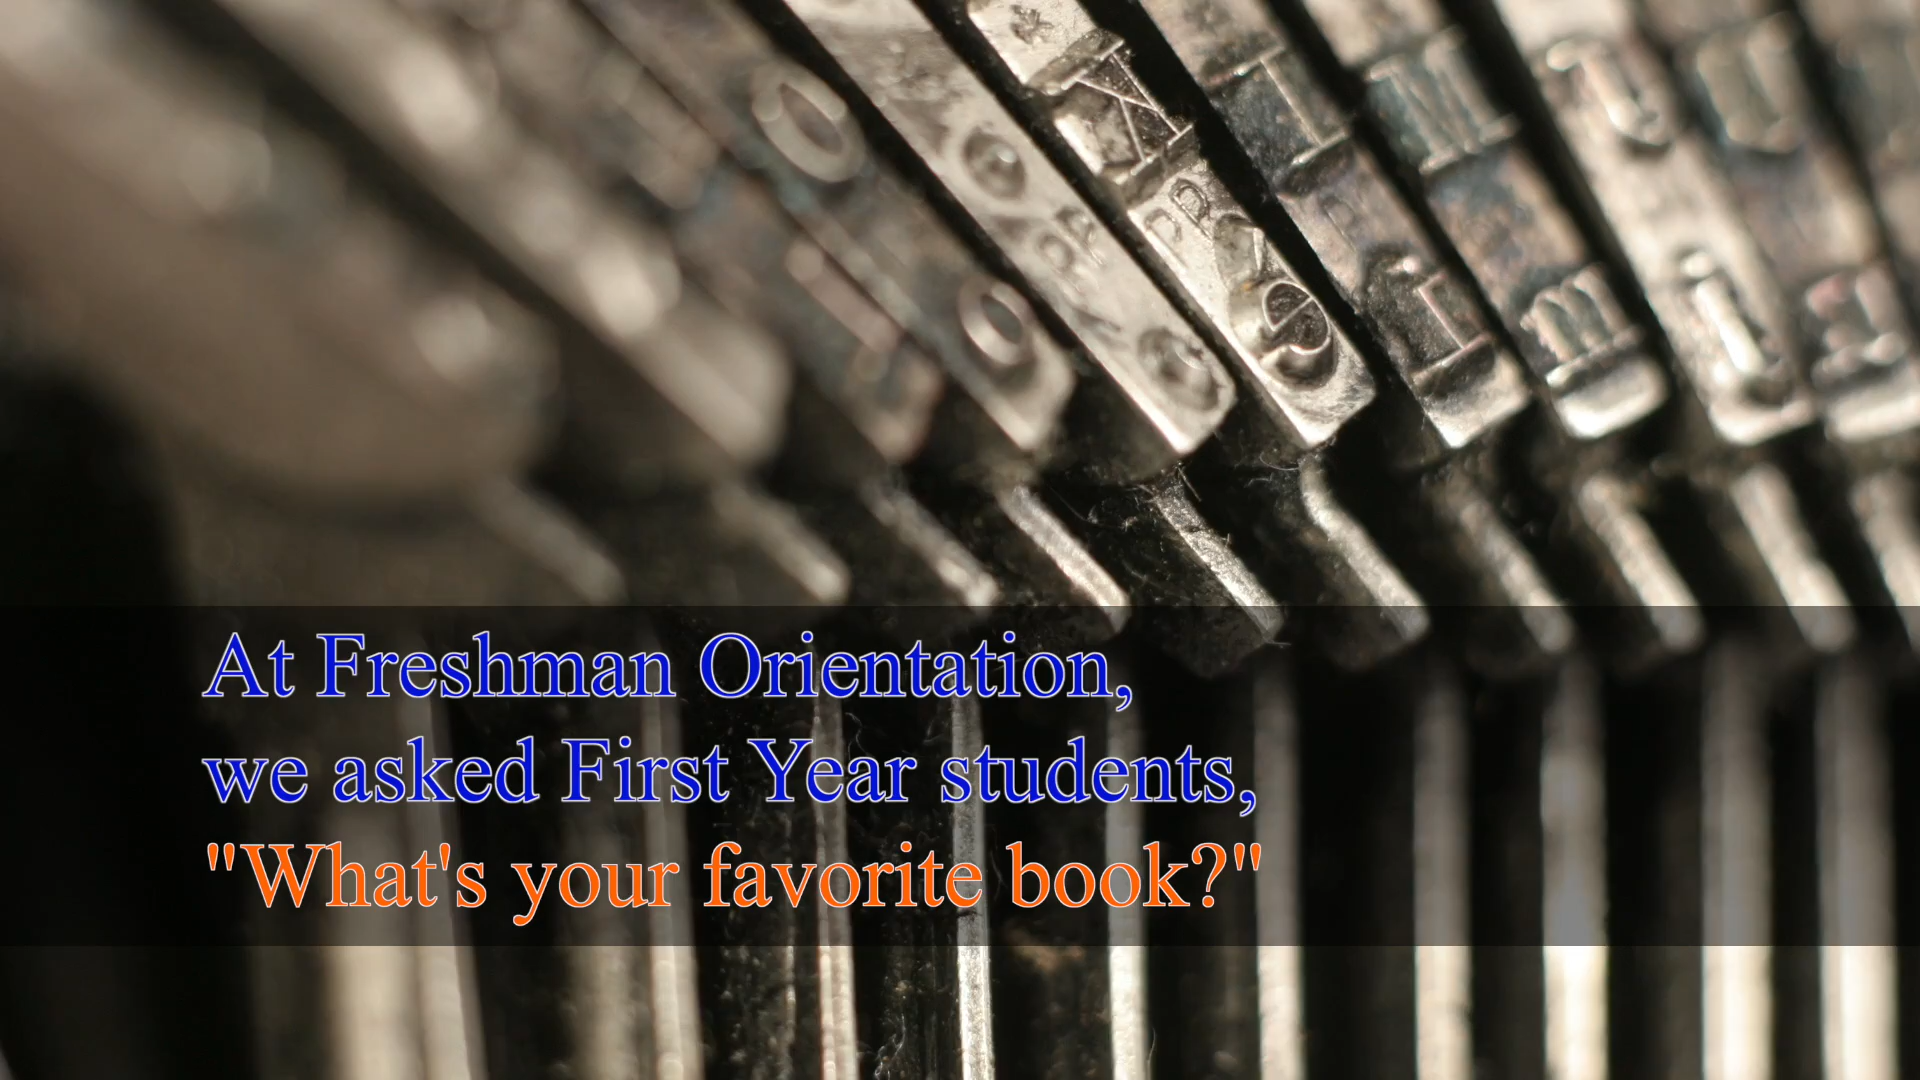 At Freshman Orientation,
we asked First Year students,
"What's your favorite book?"